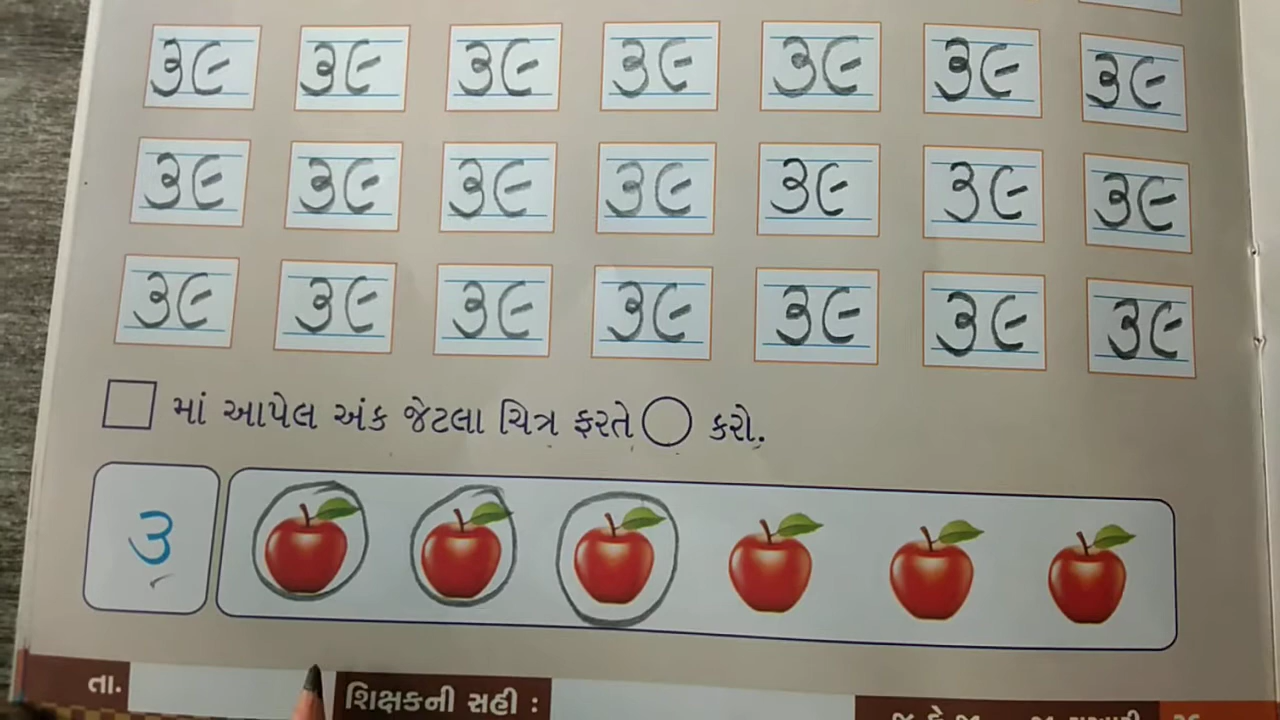 ૩૯ ૩૯ ૩૯ ૩૯ ૩૯ ૩૯ ૩૯
૩૯ ૩૯ ૩૯ ૩૯ ૩૯ ૩૯ ૩૯
૩૯ ૩૯ ૩૯ ૩૯ ૩૯ ૩૯ ૩૯
માં આપેલ અંક જેટલા ચિત્ર ફરતે કરો.
૩
તા. શિક્ષકની સહી :